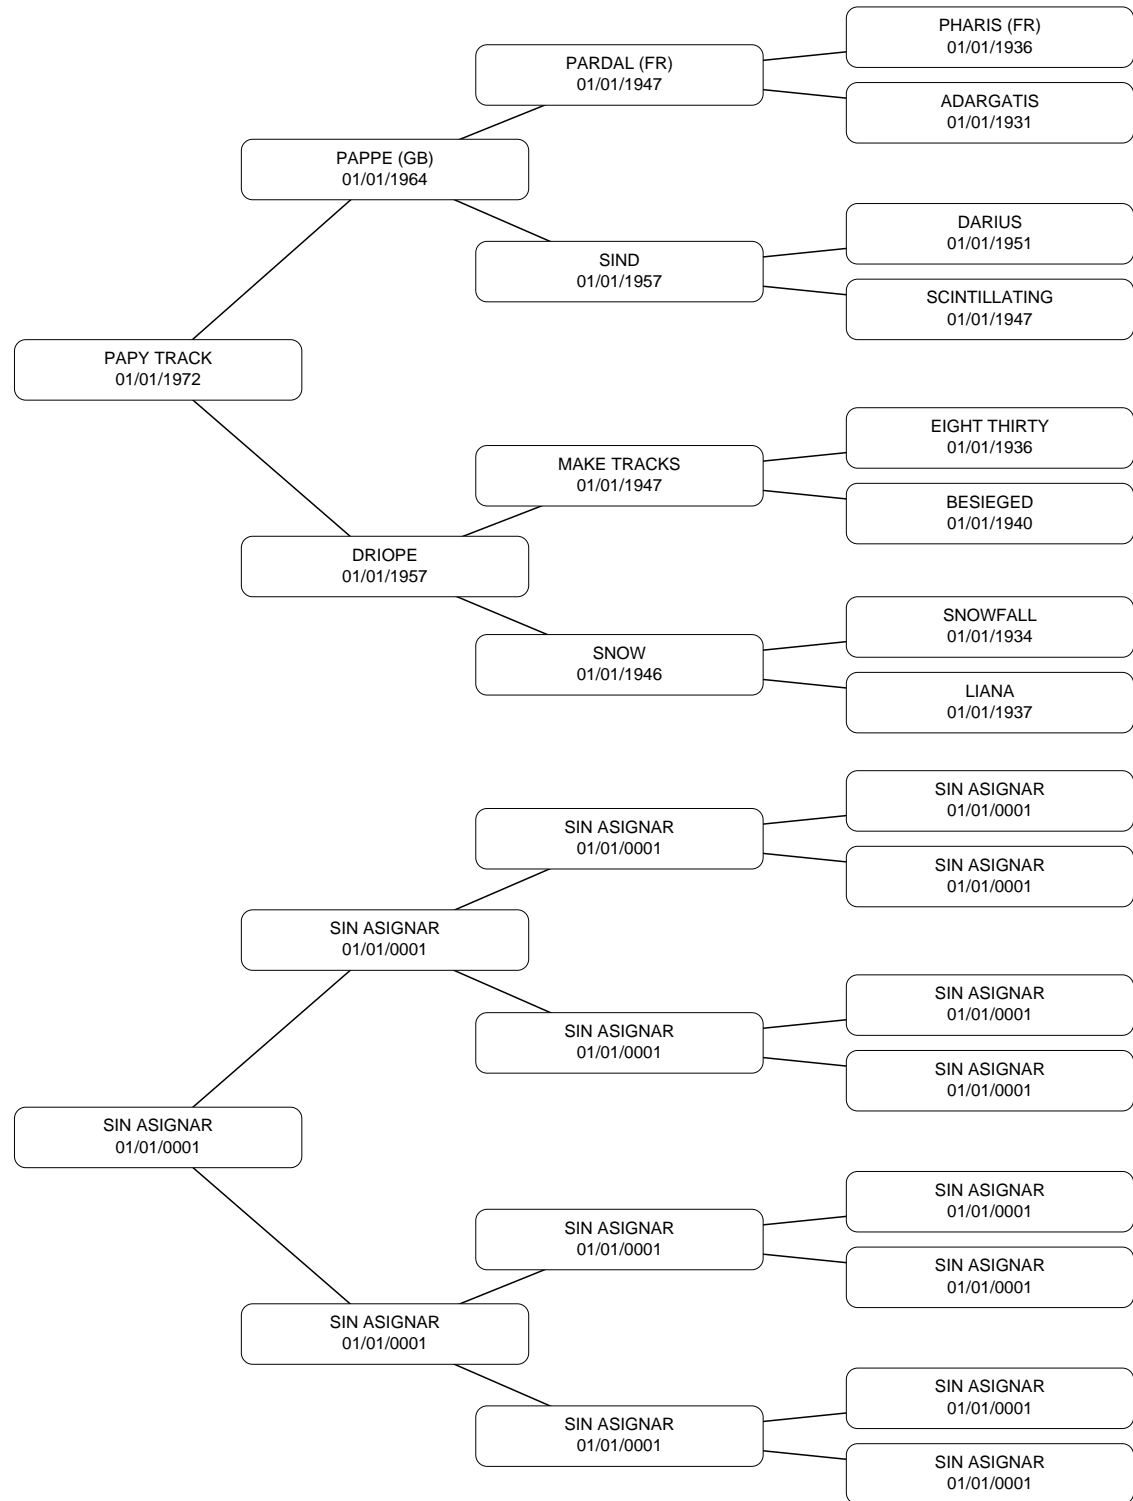 PHARIS (FR)
01/01/1936
PARDAL (FR)
01/01/1947
ADARGATIS
01/01/1931
PAPPE (GB)
01/01/1964
DARIUS
01/01/1951
SIND
01/01/1957
SCINTILLATING
01/01/1947
PAPY TRACK
01/01/1972
EIGHT THIRTY
01/01/1936
MAKE TRACKS
01/01/1947
BESIEGED
01/01/1940
DRIOPE
01/01/1957
SNOWFALL
01/01/1934
SNOW
01/01/1946
LIANA
01/01/1937
SIN ASIGNAR
01/01/0001
SIN ASIGNAR
01/01/0001
SIN ASIGNAR
01/01/0001
SIN ASIGNAR
01/01/0001
SIN ASIGNAR
01/01/0001
SIN ASIGNAR
01/01/0001
SIN ASIGNAR
01/01/0001
SIN ASIGNAR
01/01/0001
SIN ASIGNAR
01/01/0001
SIN ASIGNAR
01/01/0001
SIN ASIGNAR
01/01/0001
SIN ASIGNAR
01/01/0001
SIN ASIGNAR
01/01/0001
SIN ASIGNAR
01/01/0001
SIN ASIGNAR
01/01/0001